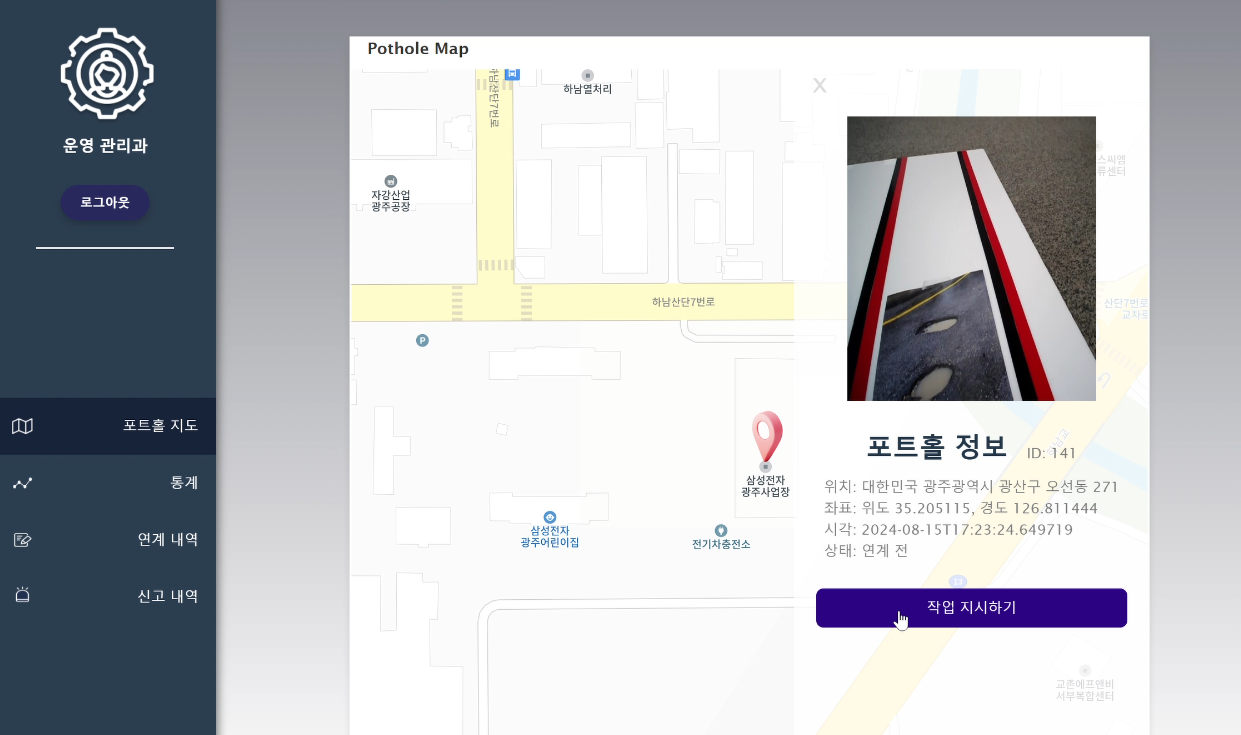 운영 관리과
로그아웃
포트홀 지도
통계
연계 내역
신고 내역
Pothole Map
하남산단7번로
하남열처리
자강산업
광주공장
하남산단7번로
P
삼성전자
광주사업장
삼성전자
광주어린이집
전기차충전소
X
스씨엠
류센터
산단7번로
교차로
포트홀 정보 ID: 141
위치: 대한민국 광주광역시 광산구 오선동 271
좌표: 위도 35.205115, 경도 126.811444
시각: 2024-08-15T17:23:24.649719
상태: 연계 전
13
작업 지시하기
교촌에프앤비
서부복합센터